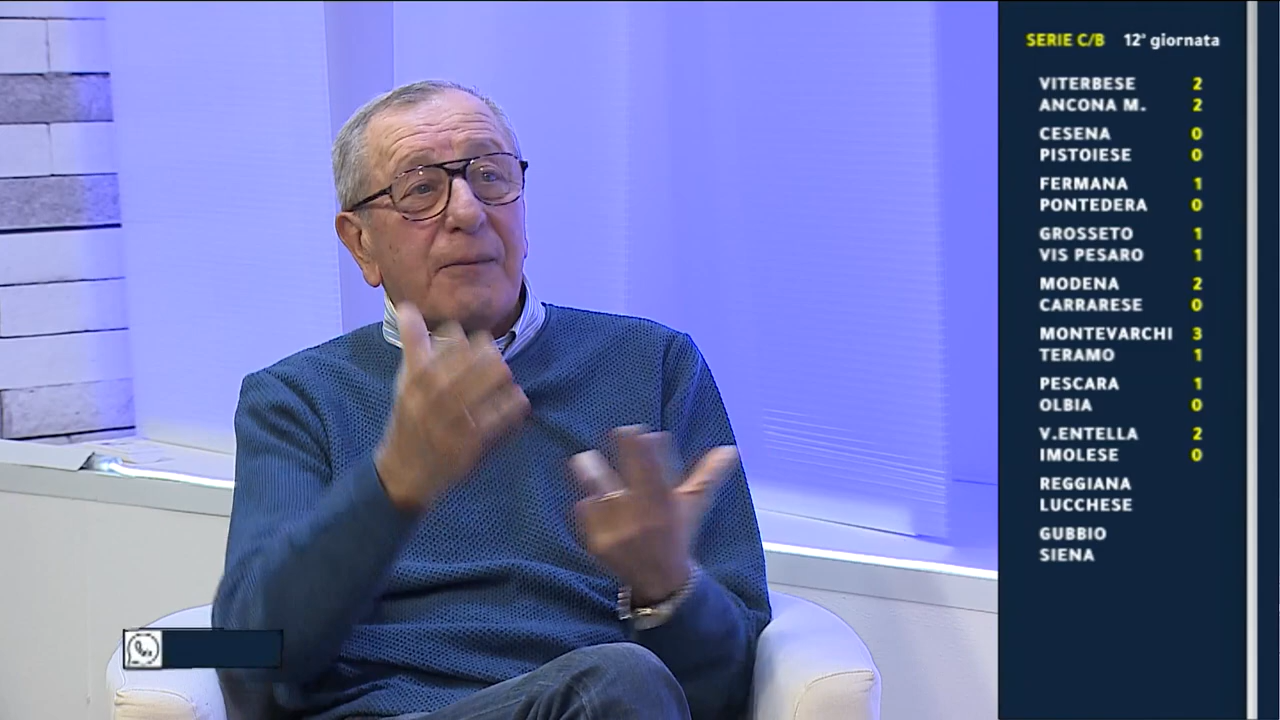 SERIE C/B 12ª giornata
VITERBESE 2
ANCONA M. 2
CESENA 0
PISTOIESE 0
FERMANA 1
PONTEDERA 0
GROSSETO 1
VIS PESARO 1
MODENA 2
CARRARESE 0
MONTEVARCHI 3
TERAMO 1
PESCARA 1
OLBIA 0
V.ENTELLA 2
IMOLESE 0
REGGIANA
LUCCHESE
GUBBIO
SIENA